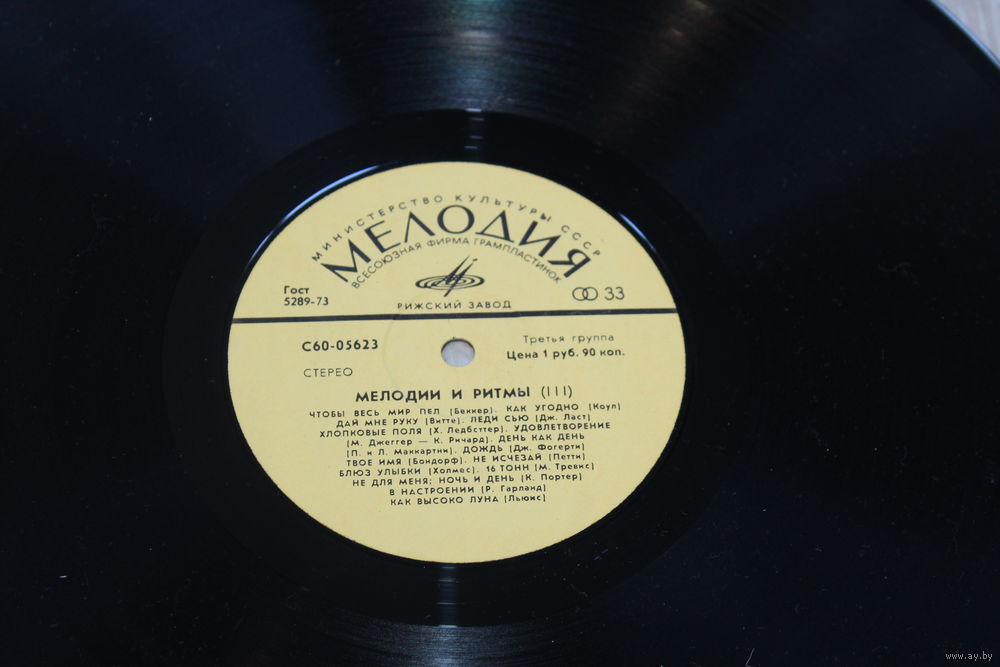 МИНИСТЕРСТВО КУЛЬТУРЫ СССР
МЕЛОДИЯ
ВСЕСОЮЗНАЯ ФИРМА ГРАМПЛАСТИНОК
Гост
5289-73
33
РИЖСКИЙ ЗАВОД
С60-05623
Третья группа
Цена 1 руб. 90 коп.
СТЕРЕО
МЕЛОДИИ И РИТМЫ (III)
ЧТОБЫ ВЕСЬ МИР ПЕЛ (Беккер). КАК УГОДНО (Коул)
ДАЙ МНЕ РУКУ (Витте). ЛЕДИ СЬЮ (Дж. Ласт)
ХЛОПКОВЫЕ ПОЛЯ (Х. Ледбеттер). УДОВЛЕТВОРЕНИЕ
(М. Джеггер — К. Ричард). ДЕНЬ КАК ДЕНЬ
(П. и Л. Маккартни). ДОЖДЬ (Дж. Фогерти)
ТВОЕ ИМЯ (Бондорф). НЕ ИСЧЕЗАЙ (Петти)
БЛЮЗ УЛЫБКИ (Холмес). 16 ТОНН (М. Тревис)
НЕ ДЛЯ МЕНЯ; НОЧЬ И ДЕНЬ (К. Портер)
В НАСТРОЕНИИ (Р. Гарланд)
КАК ВЫСОКО ЛУНА (Льюис)
www.ay.by